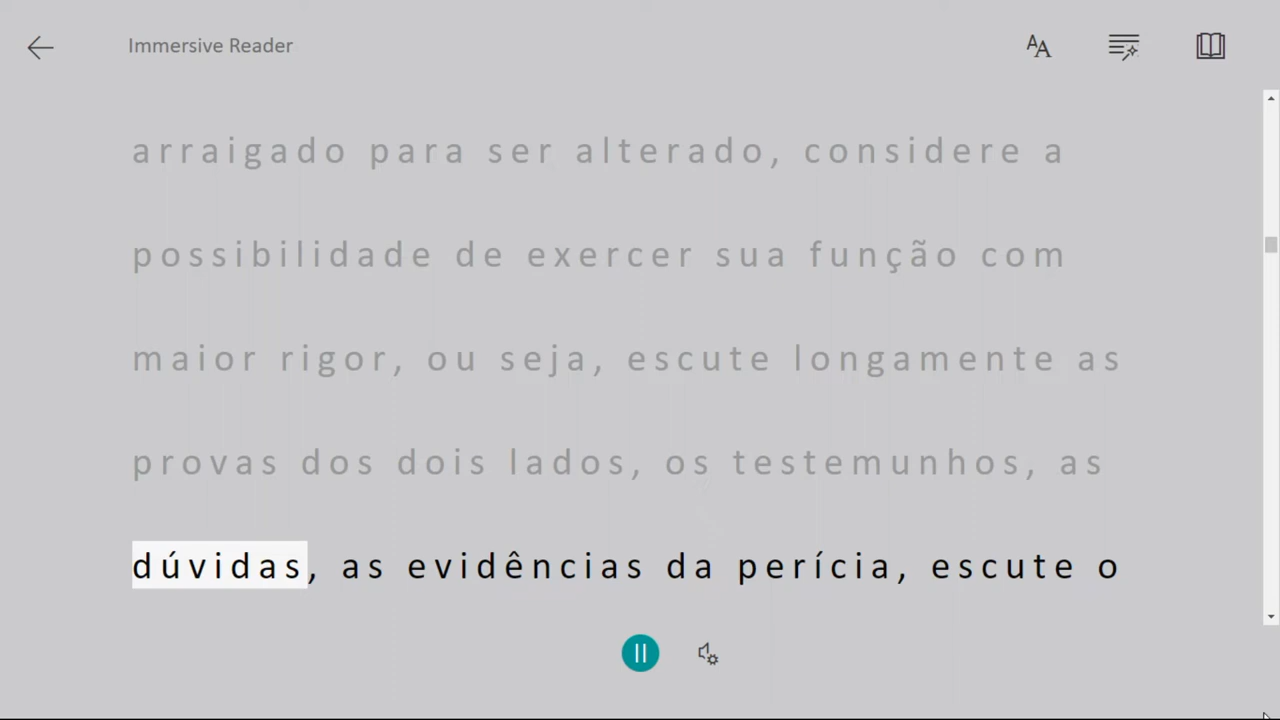 Immersive Reader
arraigado para ser alterado, considere a
possibilidade de exercer sua função com
maior rigor, ou seja, escute longamente as
provas dos dois lados, os testemunhos, as
dúvidas, as evidências da perícia, escute o